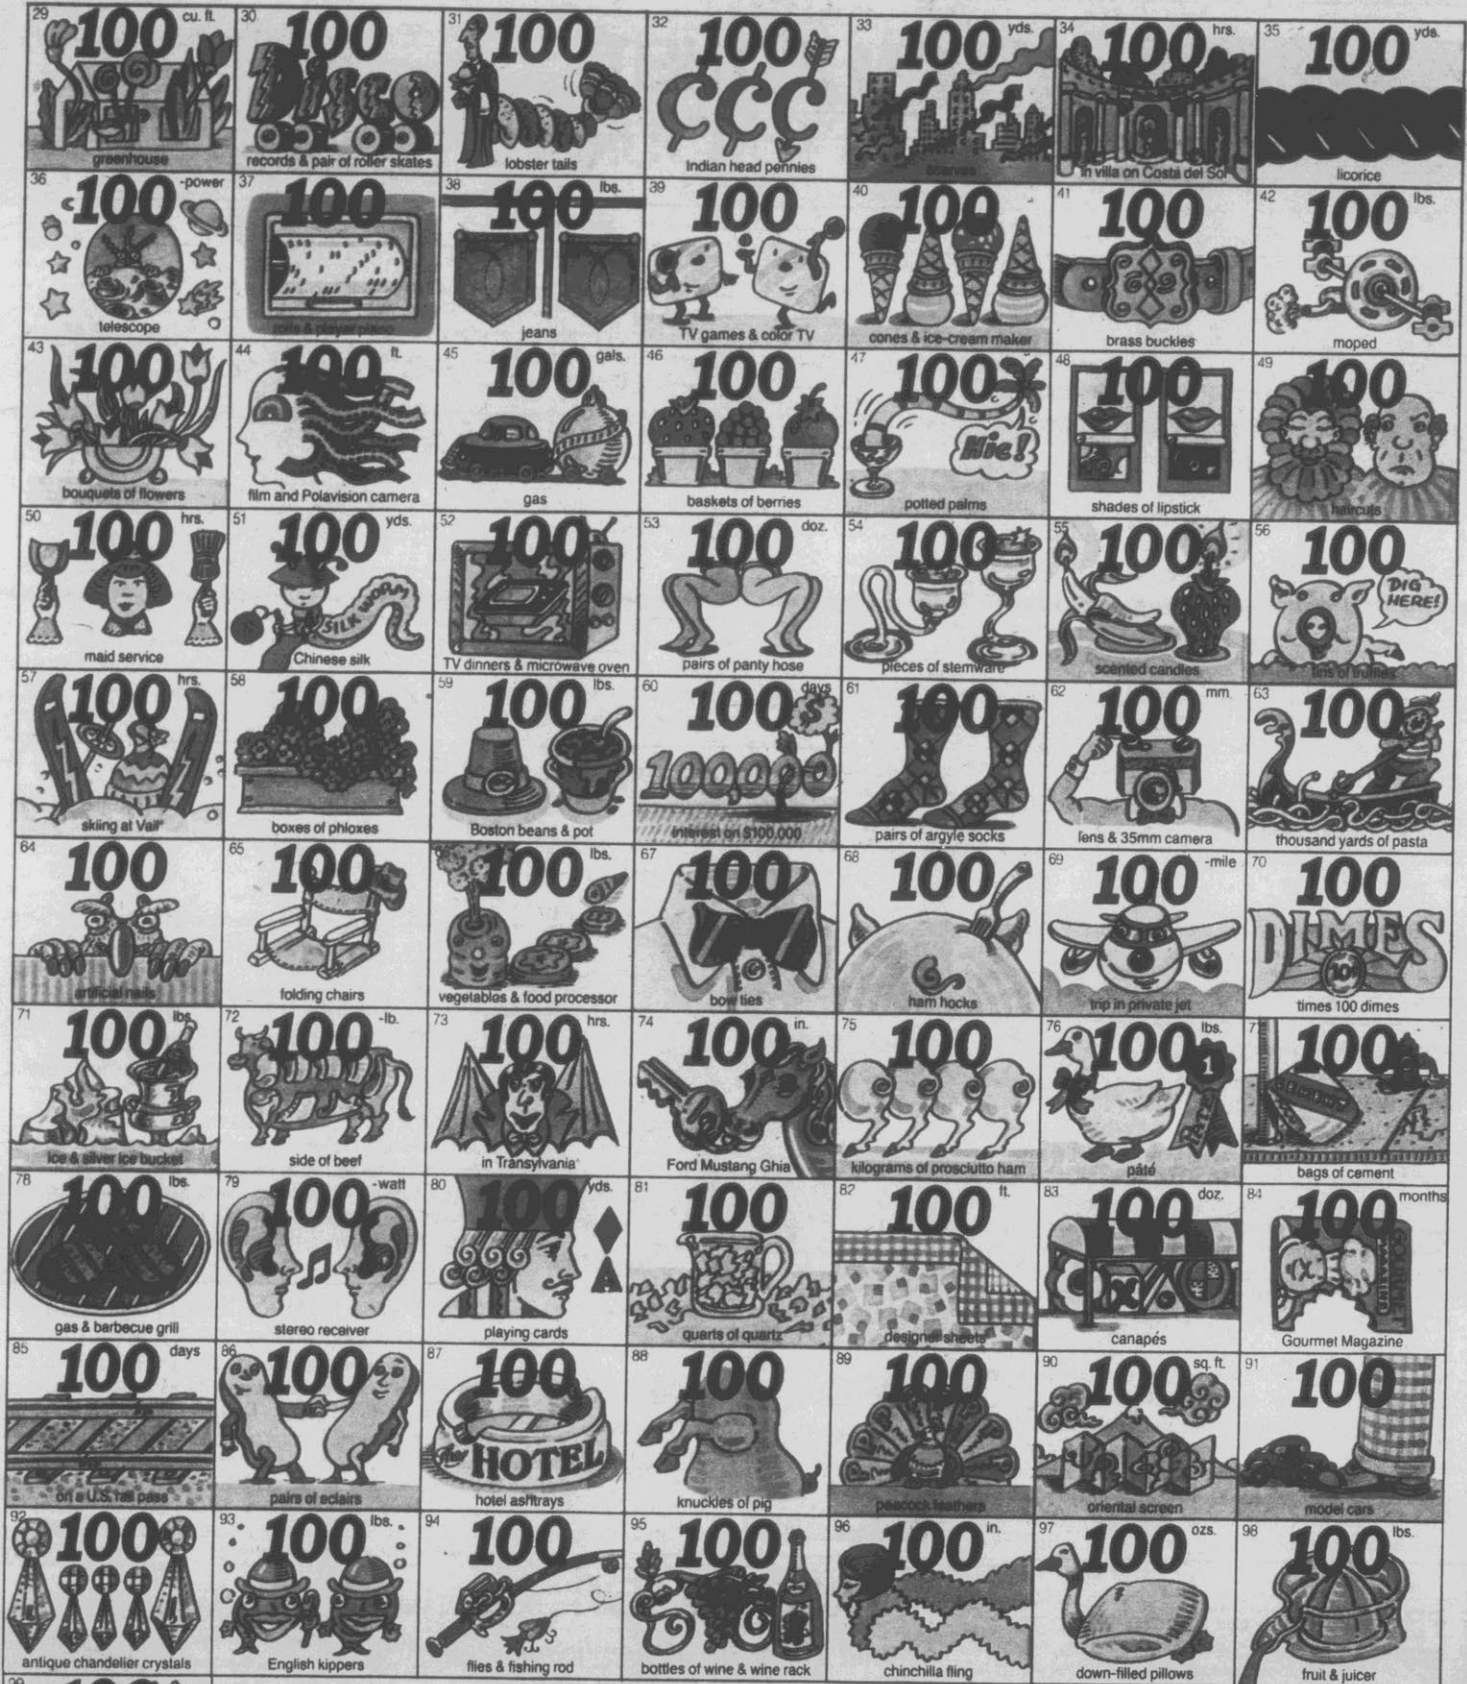 29 100 cu. ft.
greenhouse
30 100
Disco
records & pair of roller skates
31 100
lobster tails
32 100
CCC
Indian head pennies
33 100 yds.
scarves
34 100 hrs.
in villa on Costa del Sol
35 100 yds.
licorice
36 100 -power
telescope
37 100
rolls & player piano
38 100 lbs.
jeans
39 100
TV games & color TV
40 100
cones & ice-cream maker
41 100
brass buckles
42 100 lbs.
moped
43 100
bouquets of flowers
44 100 ft.
film and Polavision camera
45 100 gals.
gas
46 100
baskets of berries
47 100
Hic!
potted palms
48 100
shades of lipstick
49 100
haircuts
50 100 hrs.
maid service
51 100 yds.
SILK WORM
Chinese silk
52 100
TV dinners & microwave oven
53 100 doz.
pairs of panty hose
54 100
pieces of stemware
55 100
scented candles
56 100
DIG
HERE!
tins of truffles
57 100 hrs.
skiing at Vail*
58 100
boxes of phloxes
59 100 lbs.
Boston beans & pot
60 100 days
$
100,000
interest on $100,000
61 100
pairs of argyle socks
62 100 mm
lens & 35mm camera
63 100
thousand yards of pasta
64 100
artificial nails
65 100
folding chairs
100 lbs.
vegetables & food processor
67 100
bow ties
68 100
ham hocks
69 100 -mile
trip in private jet
70 100
DIMES
10¢
times 100 dimes
71 100 lbs.
ice & silver ice bucket
72 100 -lb.
side of beef
73 100 hrs.
in Transylvania*
74 100 in.
Ford Mustang Ghia
75 100
kilograms of prosciutto ham
76 100 lbs.
1
pâté
77 100
bags of cement
78 100 lbs.
gas & barbecue grill
79 100 -watt
stereo receiver
80 100 yds.
A
playing cards
81 100
quarts of quartz
82 100 ft.
designer sheets
83 100 doz.
canapés
84 100 months
Gourmet Magazine
85 100 days
on a U.S. rail pass
86 100
pairs of eclairs
87 100
HOTEL
hotel ashtrays
88 100
knuckles of pig
89 100
peacock feathers
90 100 sq. ft.
oriental screen
91 100
model cars
92 100
antique chandelier crystals
93 100 lbs.
English kippers
94 100
flies & fishing rod
95 100
bottles of wine & wine rack
96 100 in.
chinchilla fling
97 100 ozs.
down-filled pillows
98 100 lbs.
fruit & juicer
99